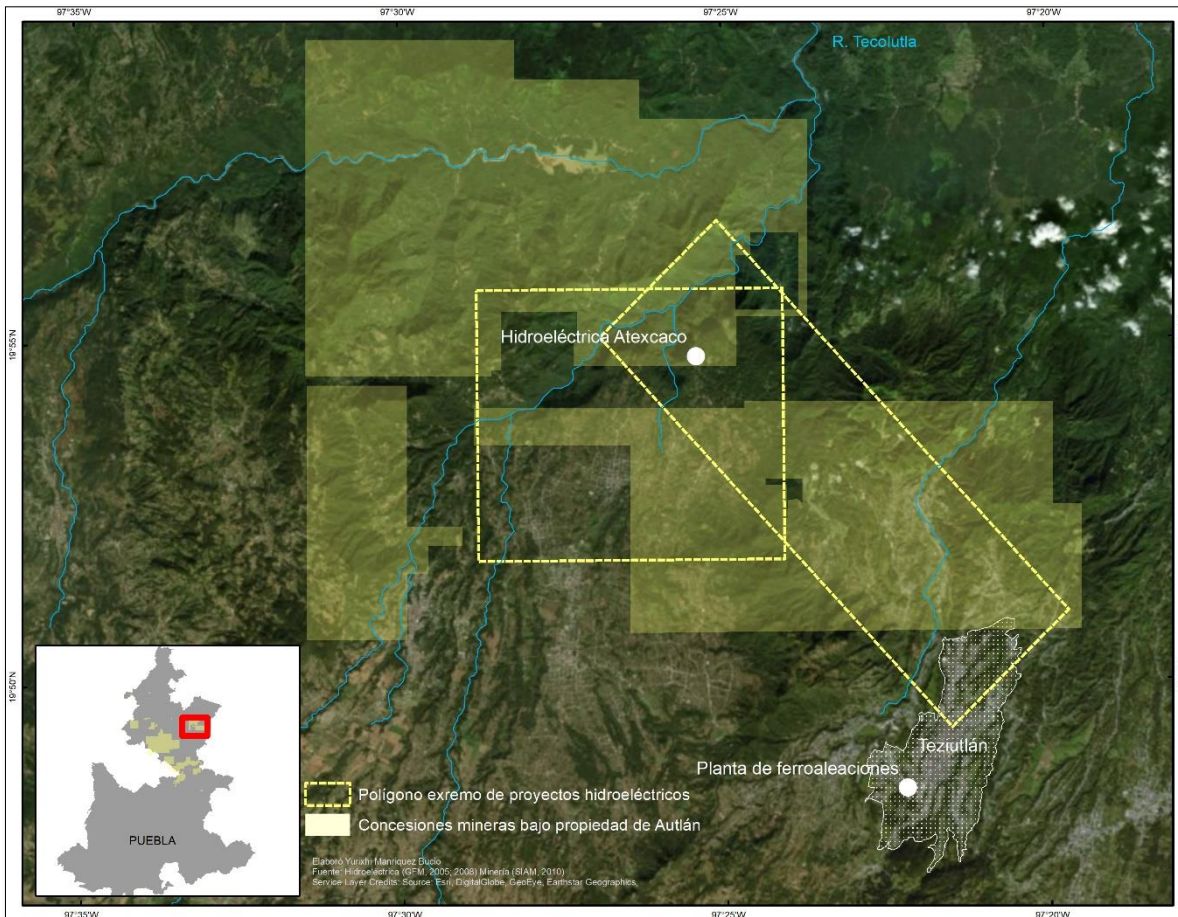 97°35'W
97°30'W
97°25'W
97°20'W
R. Tecolutla
19°55'N
Hidroeléctrica Atexcaco
19°50'N
Teziutlán
Planta de ferroaleaciones
PUEBLA
Polígono exremo de proyectos hidroeléctricos
Concesiones mineras bajo propiedad de Autlán
Elaboró Yurixhi Manríquez Bucio
Fuente: Hidroeléctrica (GFM, 2005; 2008) Minería (SIAM, 2010)
Service Layer Credits: Source: Esri, DigitalGlobe, GeoEye, Earthstar Geographics,
97°35'W
97°30'W
97°25'W
97°20'W